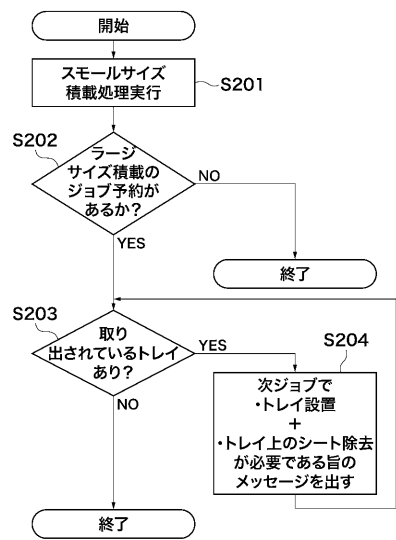 開始
スモールサイズ
積載処理実行
S201
S202
ラージ
サイズ積載の
ジョブ予約が
あるか？
NO
YES
終了
S203
取り
出されているトレイ
あり？
YES
NO
S204
次ジョブで
・トレイ設置
＋
・トレイ上のシート除去
が必要である旨の
メッセージを出す
終了